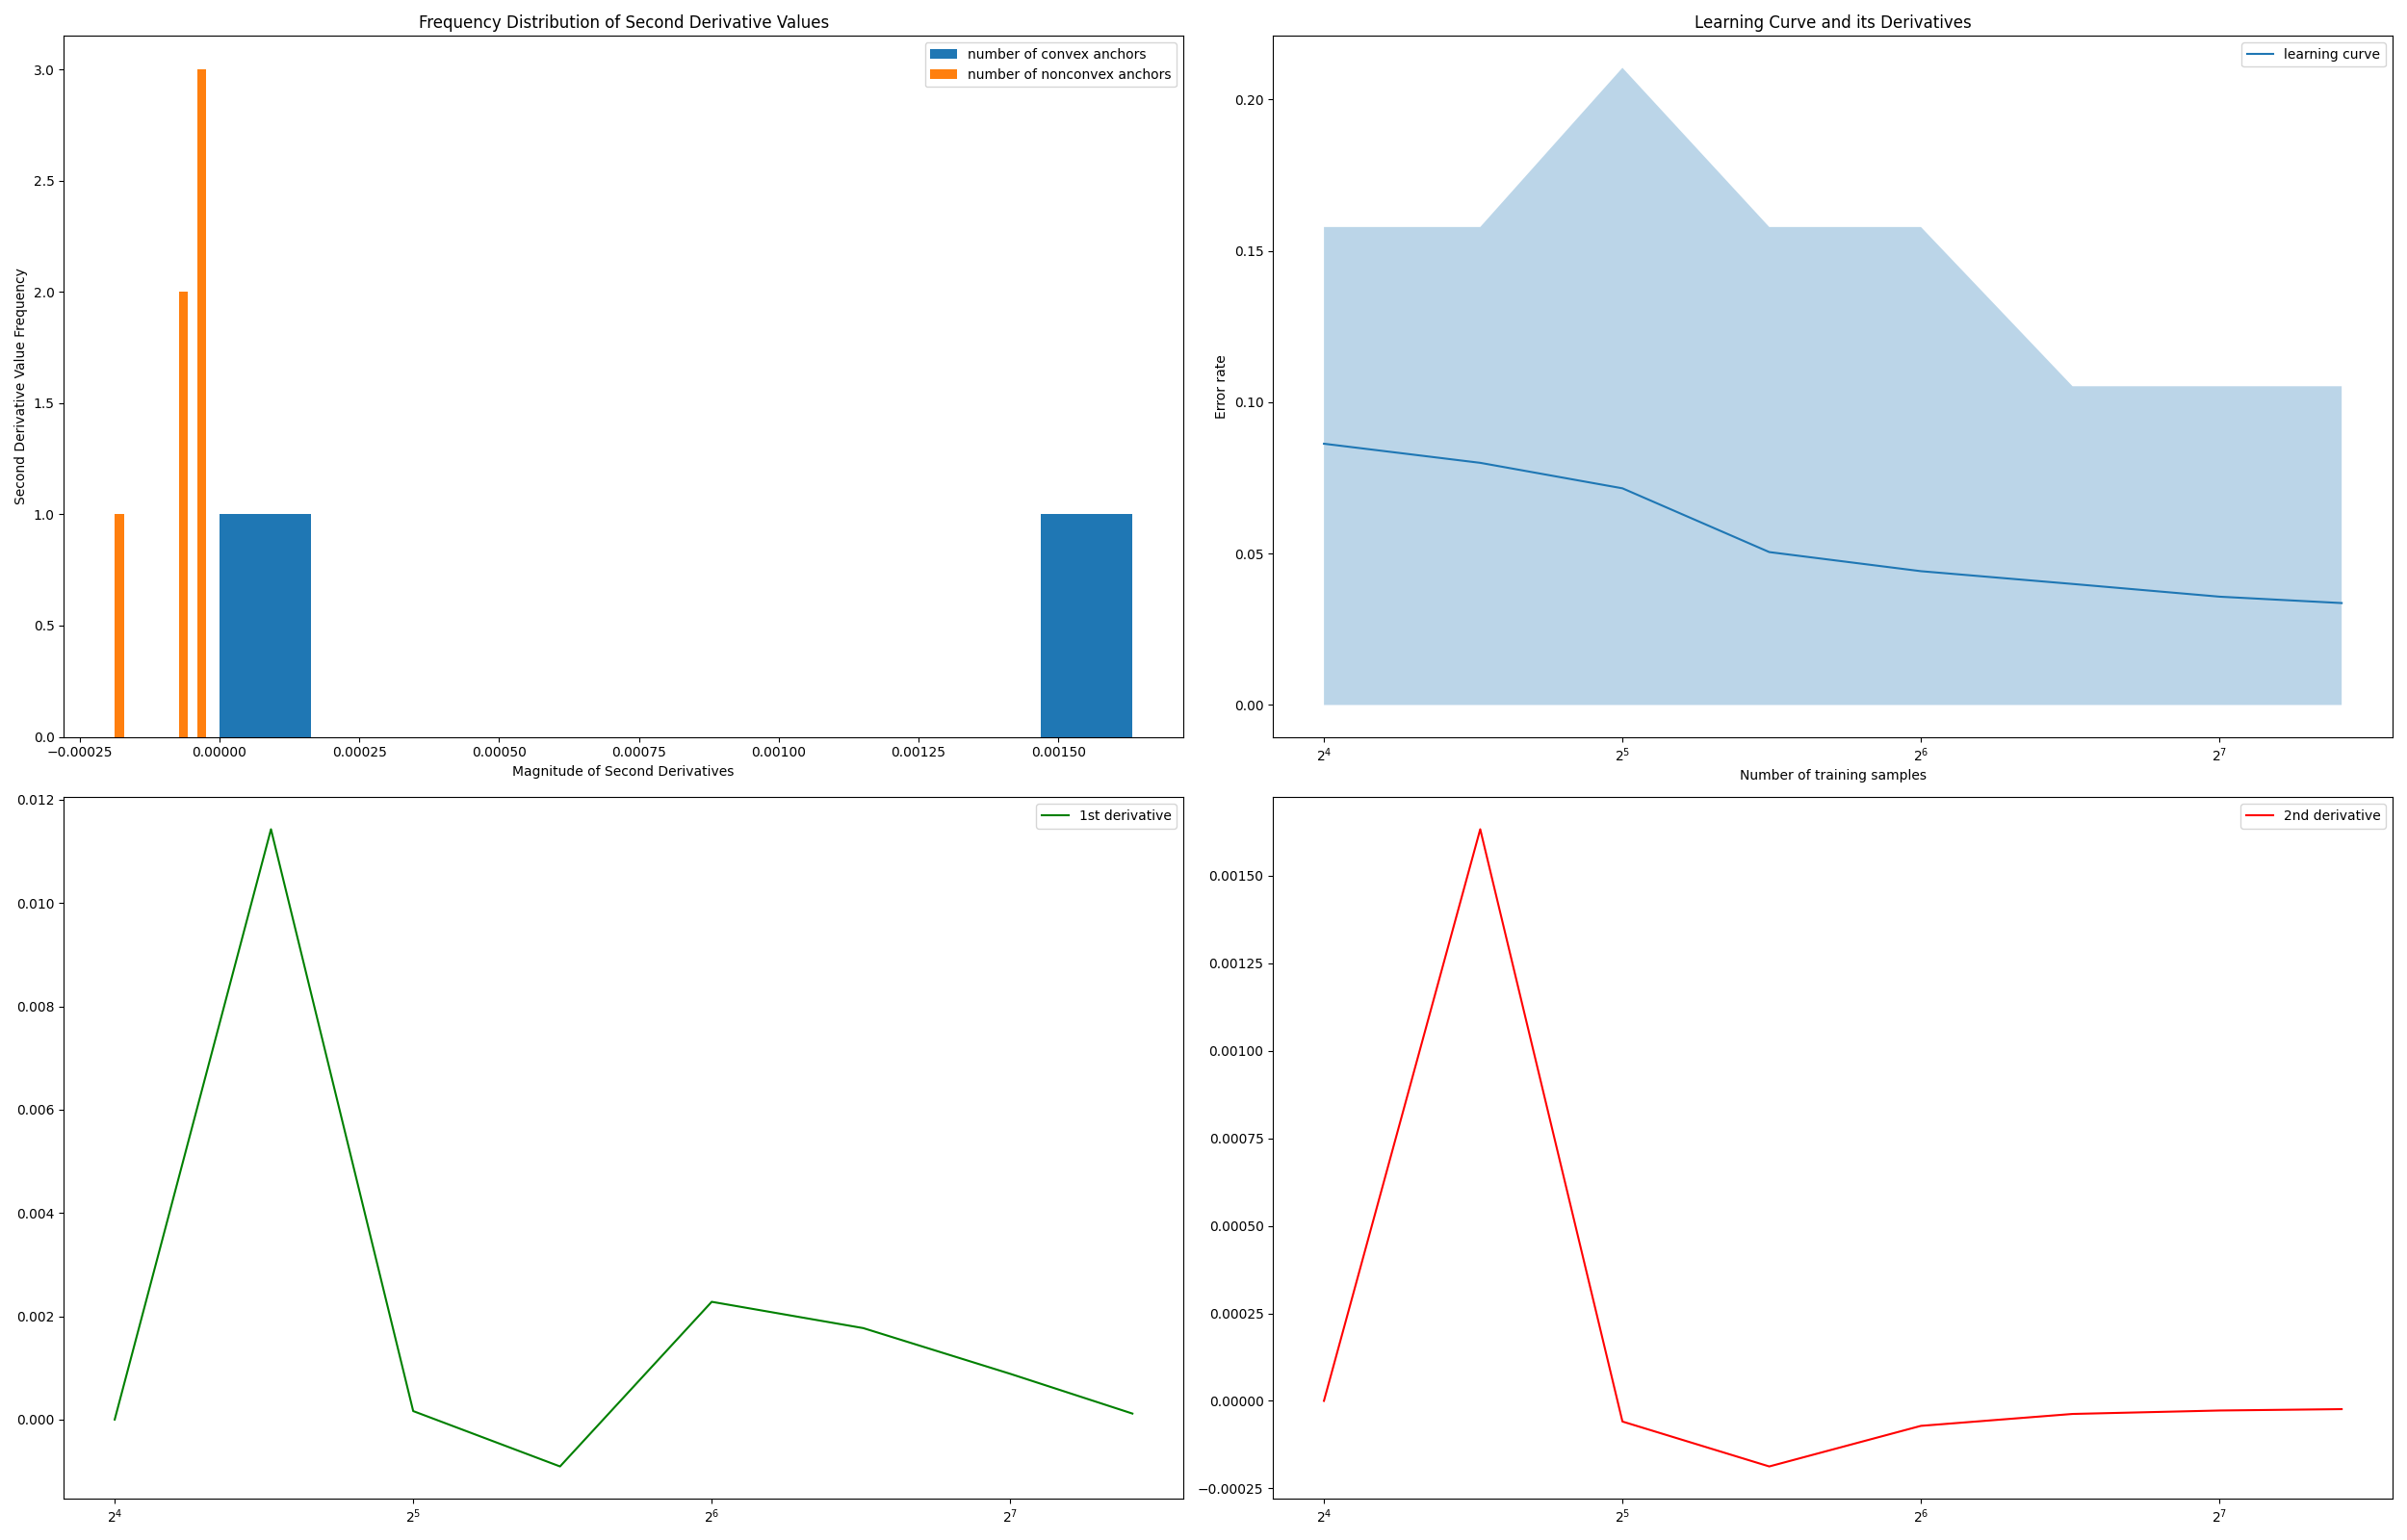 Frequency Distribution of Second Derivative Values
number of convex anchors
number of nonconvex anchors
Second Derivative Value Frequency
3.0
2.5
2.0
1.5
1.0
0.5
0.0
−0.00025 0.00000 0.00025 0.00050 0.00075 0.00100 0.00125 0.00150
Magnitude of Second Derivatives
Learning Curve and its Derivatives
learning curve
Error rate
0.20
0.15
0.10
0.05
0.00
2⁴ 2⁵ 2⁶ 2⁷
Number of training samples
1st derivative
0.012
0.010
0.008
0.006
0.004
0.002
0.000
2⁴ 2⁵ 2⁶ 2⁷
2nd derivative
0.00150
0.00125
0.00100
0.00075
0.00050
0.00025
0.00000
−0.00025
2⁴ 2⁵ 2⁶ 2⁷